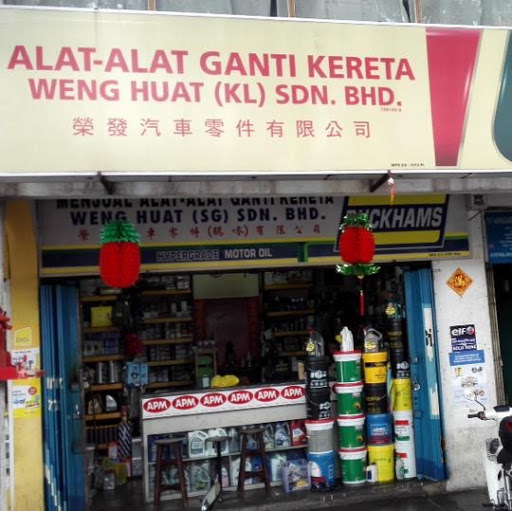 ALAT-ALAT GANTI KERETA
WENG HUAT (KL) SDN. BHD.
榮發汽車零件有限公司
MENJUAL ALAT-ALAT GANTI KERETA
WENG HUAT (SG) SDN. BHD.
HYPERGRADE MOTOR OIL
CKHAMS
elf
APM APM APM APM APM APM